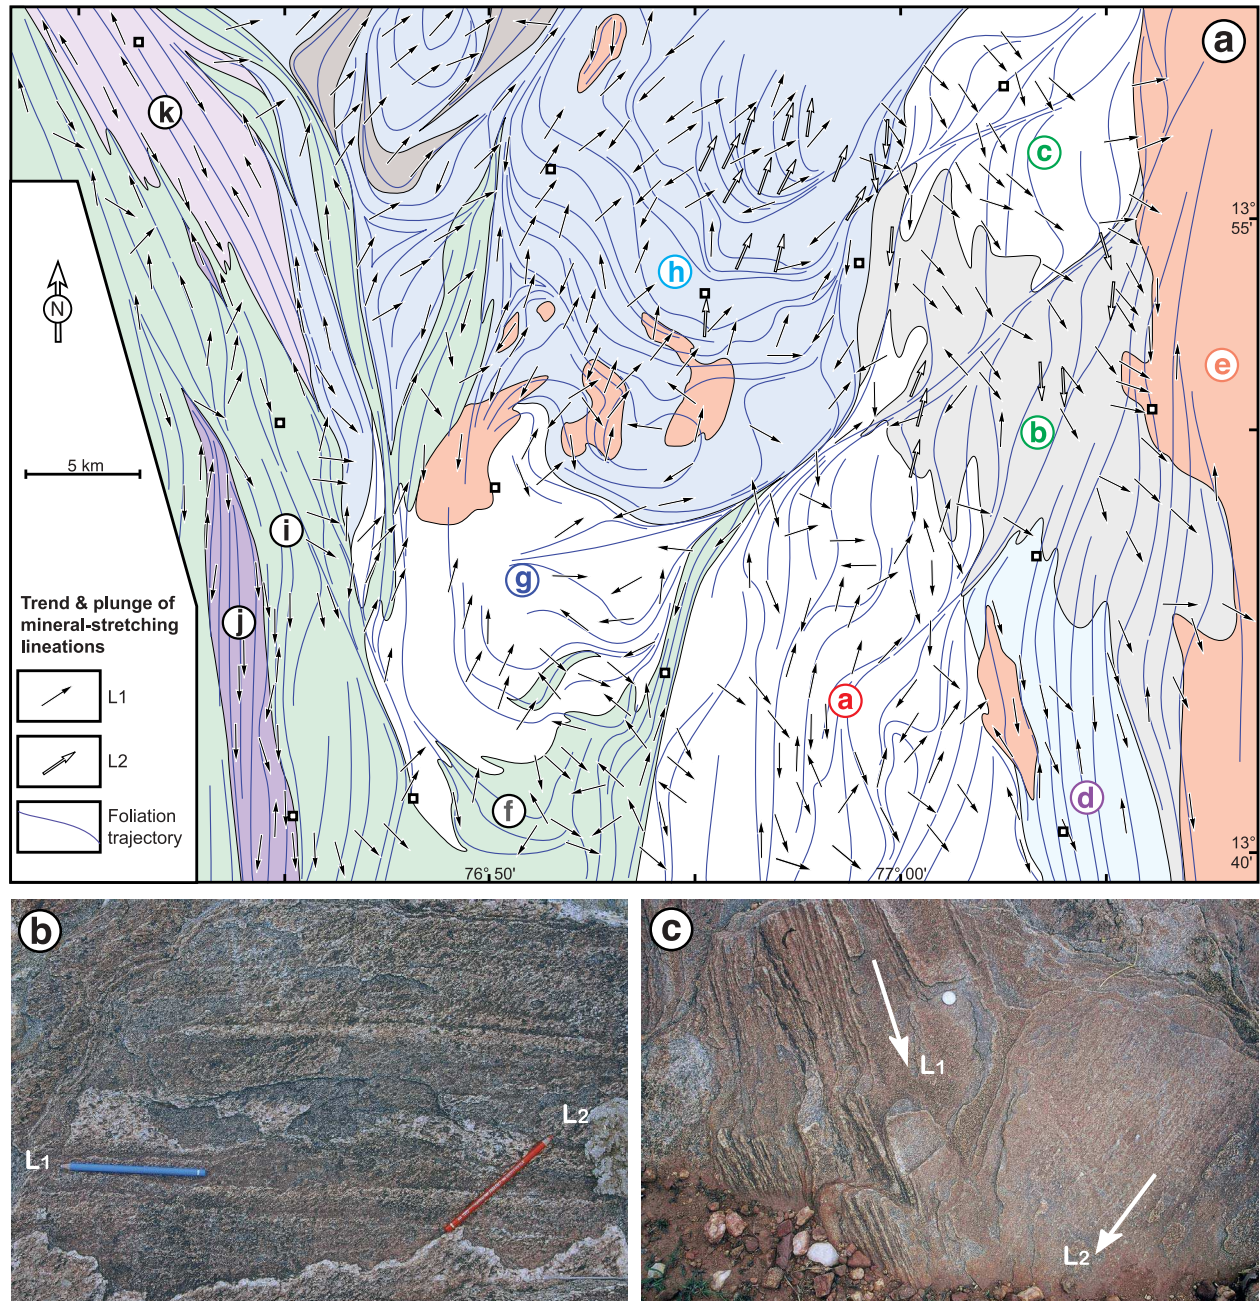 a
k
c
13°
55'
N
h
e
b
5 km
i
g
j
Trend & plunge of
mineral-stretching
lineations
L1
a
L2
d
f
Foliation
trajectory
13°
40'
76° 50'
77° 00'
b
c
L1
L2
L1
L2